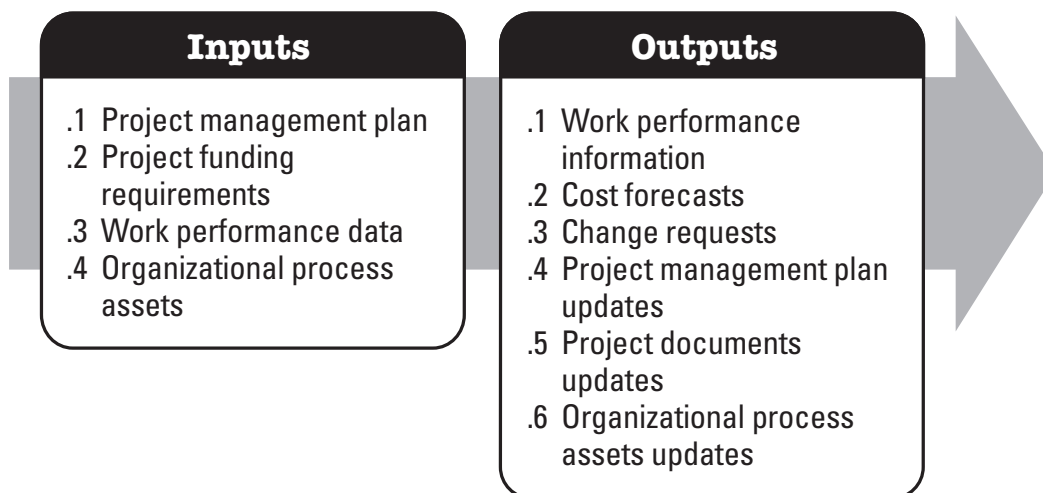 Inputs
.1 Project management plan
.2 Project funding
requirements
.3 Work performance data
.4 Organizational process
assets
Outputs
.1 Work performance
information
.2 Cost forecasts
.3 Change requests
.4 Project management plan
updates
.5 Project documents
updates
.6 Organizational process
assets updates